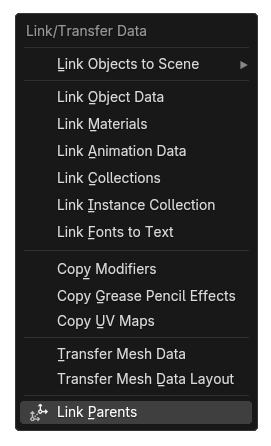 Link/Transfer Data
Link Objects to Scene
Link Object Data
Link Materials
Link Animation Data
Link Collections
Link Instance Collection
Link Fonts to Text
Copy Modifiers
Copy Grease Pencil Effects
Copy UV Maps
Transfer Mesh Data
Transfer Mesh Data Layout
Link Parents